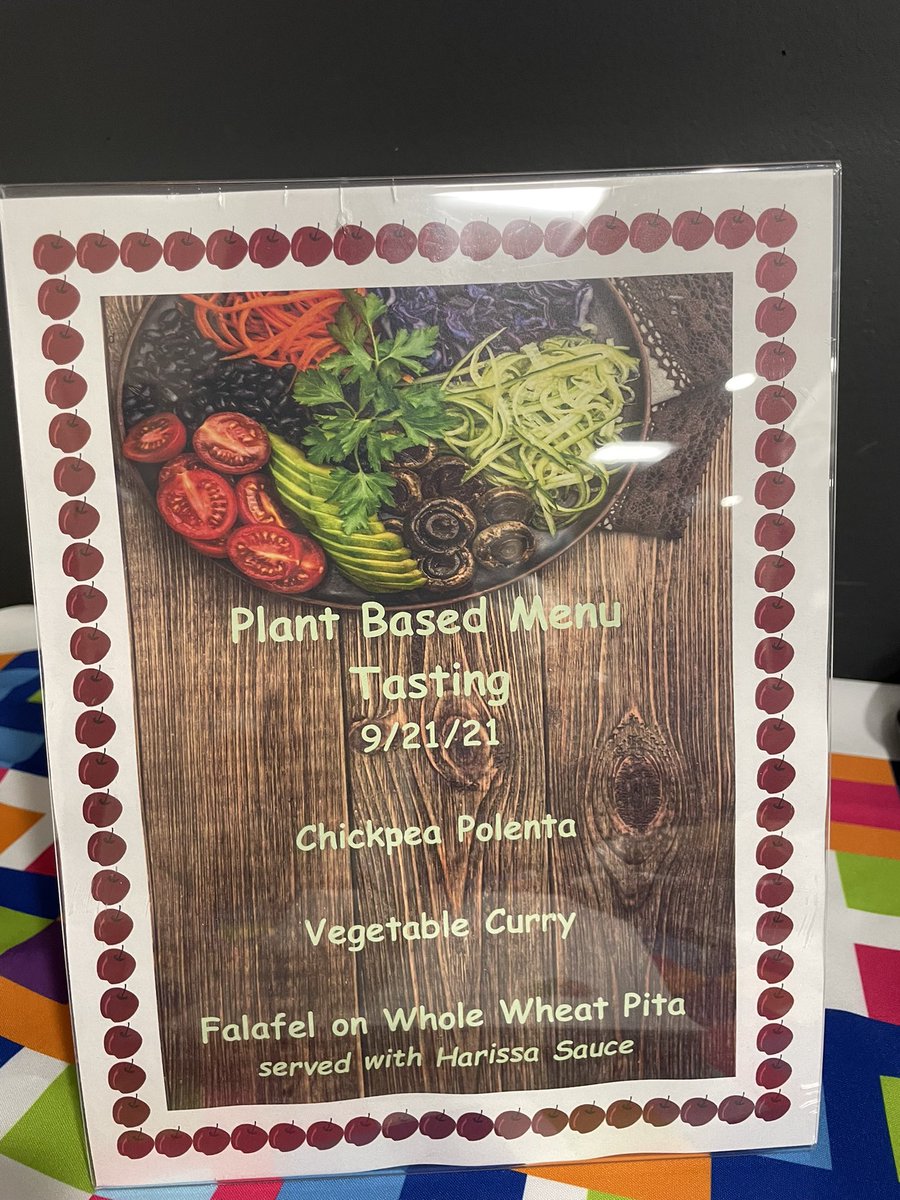 Plant Based Menu
Tasting
9/21/21
Chickpea Polenta
Vegetable Curry
Falafel on Whole Wheat Pita
served with Harissa Sauce